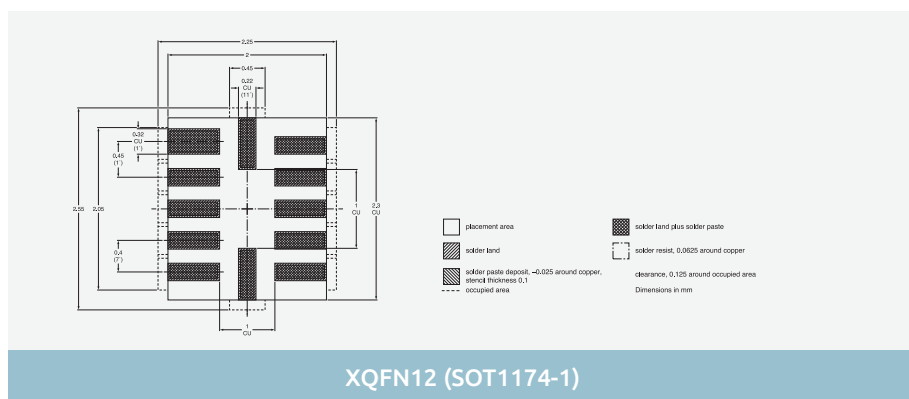 2.25
2
0.45
0.22
CU
(11')
0.32
CU
(1')
0.45
(1')
2.55
2.05
1
CU
2.3
CU
0.4
(7')
1
CU
placement area
solder land
solder paste deposit, –0.025 around copper,
stencil thickness 0.1
occupied area
solder land plus solder paste
solder resist, 0.0625 around copper
clearance, 0.125 around occupied area
Dimensions in mm
XQFN12 (SOT1174-1)